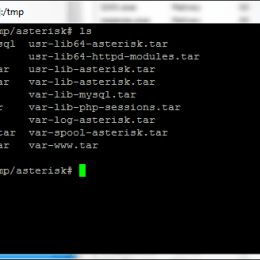 :/tmp
mp/asterisk# ls
sql usr-lib64-asterisk.tar
usr-lib64-httpd-modules.tar
ar usr-lib-asterisk.tar
ar var-lib-asterisk.tar
var-lib-mysql.tar
r var-lib-php-sessions.tar
var-log-asterisk.tar
tar var-spool-asterisk.tar
ar var-www.tar
mp/asterisk#